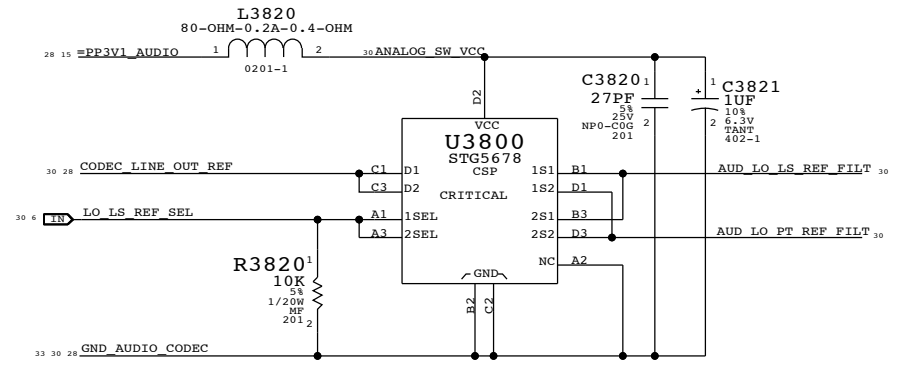 L3820
80-OHM-0.2A-0.4-OHM
28 15 =PP3V1_AUDIO 1 2 30 ANALOG_SW_VCC
0201-1
D2
C3820 1
27PF
5%
25V
NP0-C0G
201
2
1 C3821
+ 1UF
10%
6.3V
TANT
402-1
2
VCC
U3800
STG5678
CSP
CRITICAL
30 28 CODEC_LINE_OUT_REF C1 D1
C3 D2
30 6 IN LO_LS_REF_SEL A1 1SEL
A3 2SEL
1S1 B1 AUD_LO_LS_REF_FILT 30
1S2 D1
2S1 B3
2S2 D3 AUD_LO_PT_REF_FILT 30
NC A2
GND
B2 C2
R3820 1
10K
5%
1/20W
MF
201 2
33 30 28 GND_AUDIO_CODEC